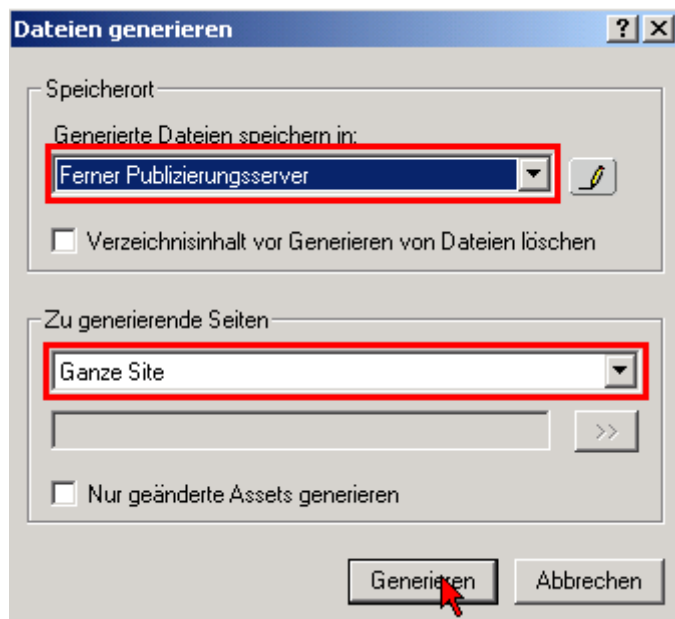 Dateien generieren
Speicherort
Generierte Dateien speichern in:
Ferner Publizierungsserver
Verzeichnisinhalt vor Generieren von Dateien löschen
Zu generierende Seiten
Ganze Site
>>
Nur geänderte Assets generieren
Generieren Abbrechen